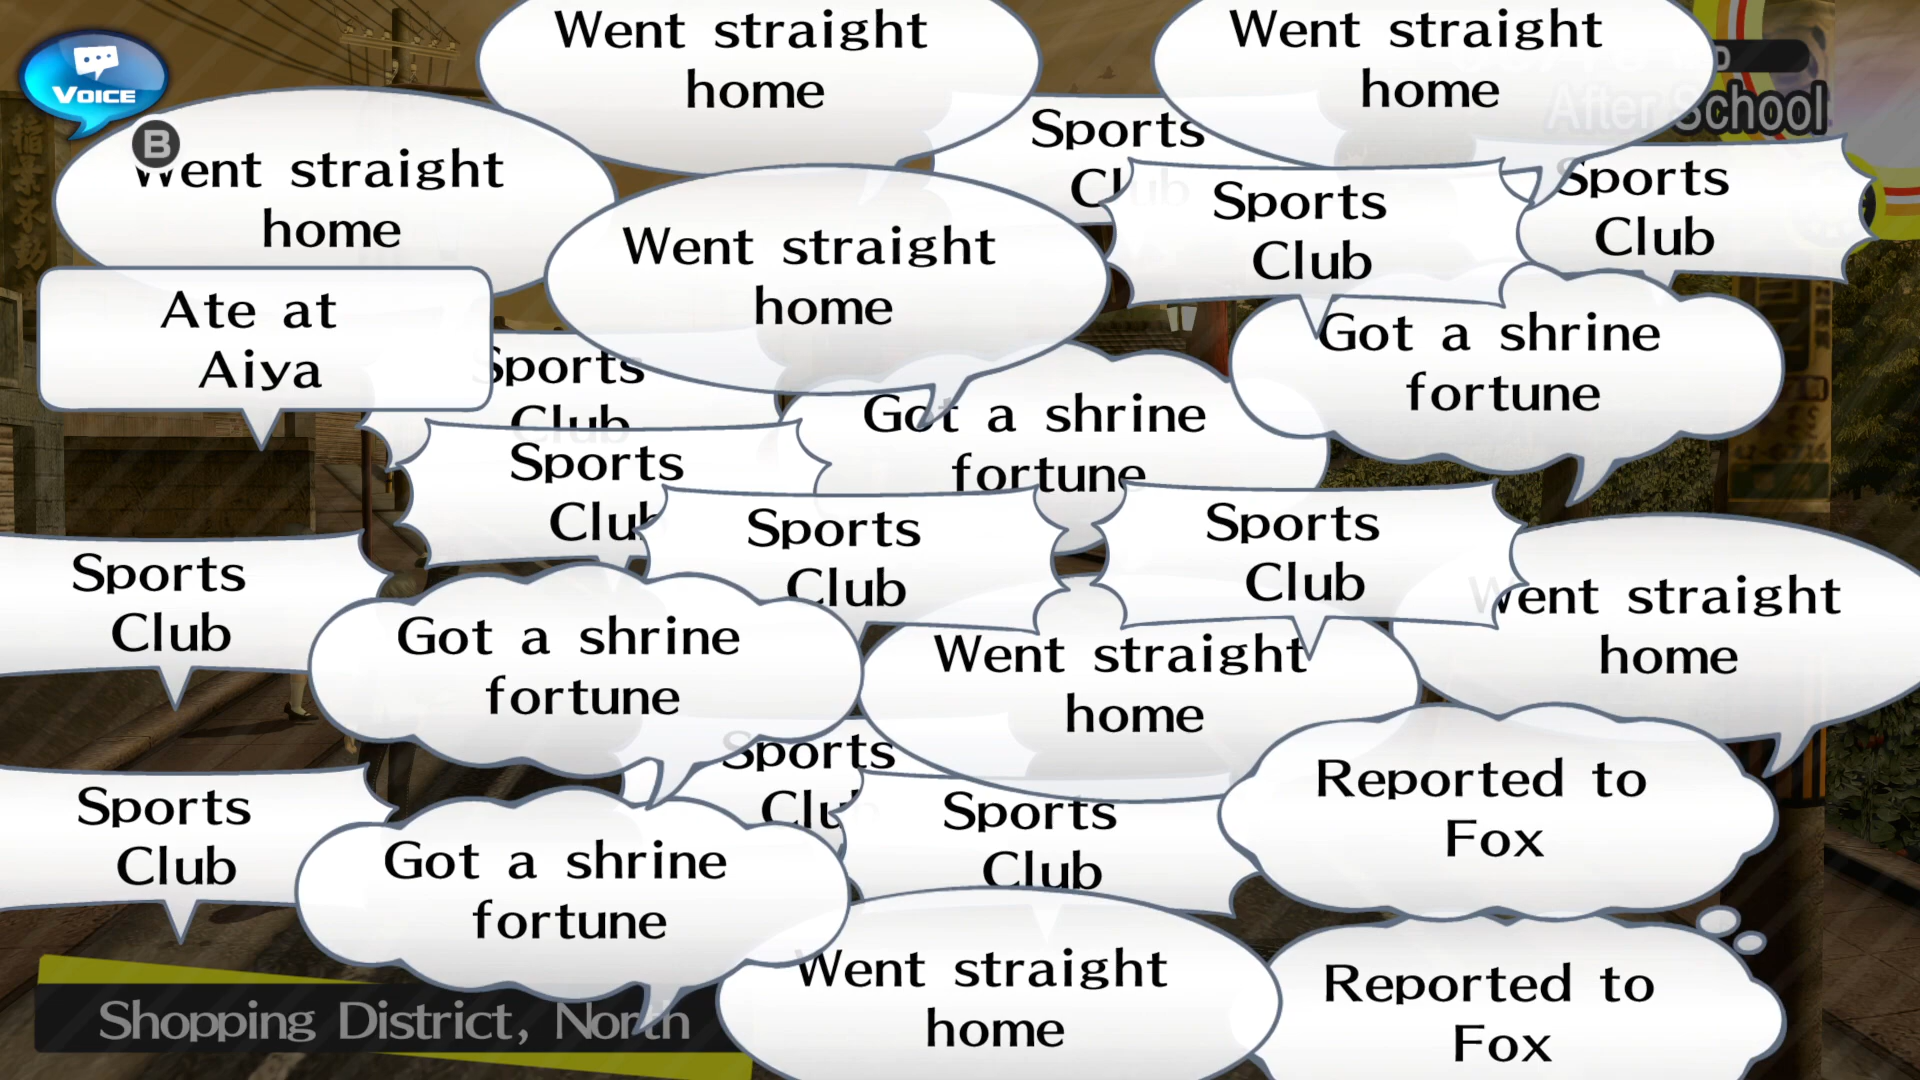 Went straight
home
Went straight
home
VOICE
After School
B
Went straight
home
Sports
Club
Sports
Club
Sports
Club
Went straight
home
Ate at
Aiya
Sports
Club
Got a shrine
fortune
Got a shrine
fortune
Sports
Club
Sports
Club
Sports
Club
Sports
Club
Went straight
home
Got a shrine
fortune
Went straight
home
Sports
Club
Reported to
Fox
Sports
Club
Sports
Club
Got a shrine
fortune
Went straight
home
Reported to
Fox
Shopping District, North